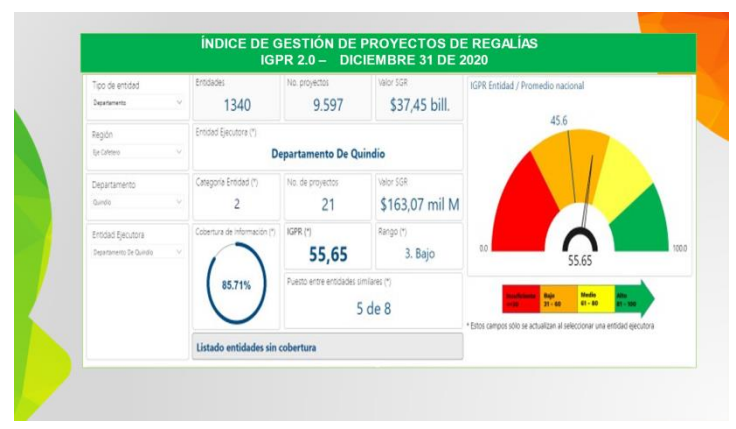 ÍNDICE DE GESTIÓN DE PROYECTOS DE REGALÍAS
IGPR 2.0 – DICIEMBRE 31 DE 2020
Tipo de entidad
Departamento
Región
Eje Cafetero
Departamento
Quindío
Entidad Ejecutora
Departamento De Quindío
Entidades
1340
No. proyectos
9.597
Valor SGR
$37,45 bill.
Entidad Ejecutora (*)
Departamento De Quindío
Categoría Entidad (*)
2
No. de proyectos
21
Valor SGR
$163,07 mil M
Cobertura de información (*)
85.71%
IGPR (*)
55,65
Rango (*)
3. Bajo
Puesto entre entidades similares (*)
5 de 8
Listado entidades sin cobertura
IGPR Entidad / Promedio nacional
45.6
0.0
100.0
55.65
Bajo
31 - 60
Medio
61 - 80
Alto
81 - 100
* Estos campos sólo se actualizan al seleccionar una entidad ejecutora